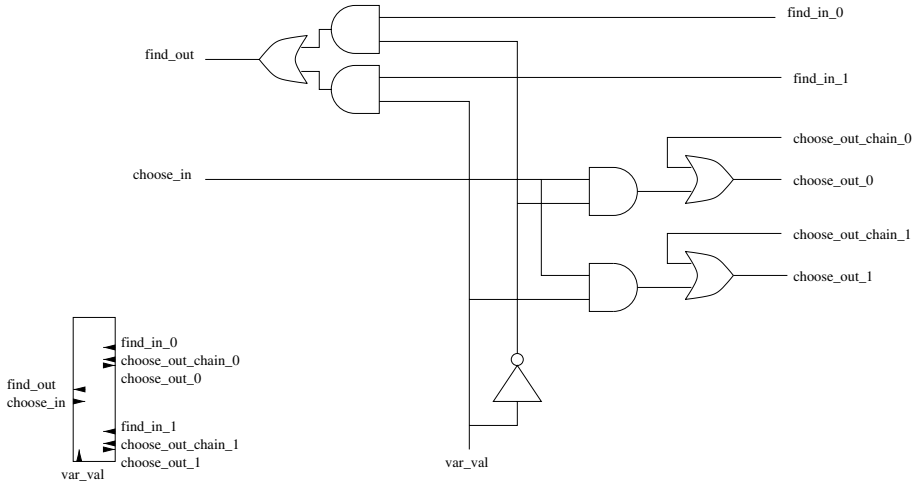 find_in_0
find_out
find_in_1
choose_out_chain_0
choose_in
choose_out_0
choose_out_chain_1
choose_out_1
find_in_0
choose_out_chain_0
choose_out_0
find_out
choose_in
find_in_1
choose_out_chain_1
choose_out_1
var_val
var_val